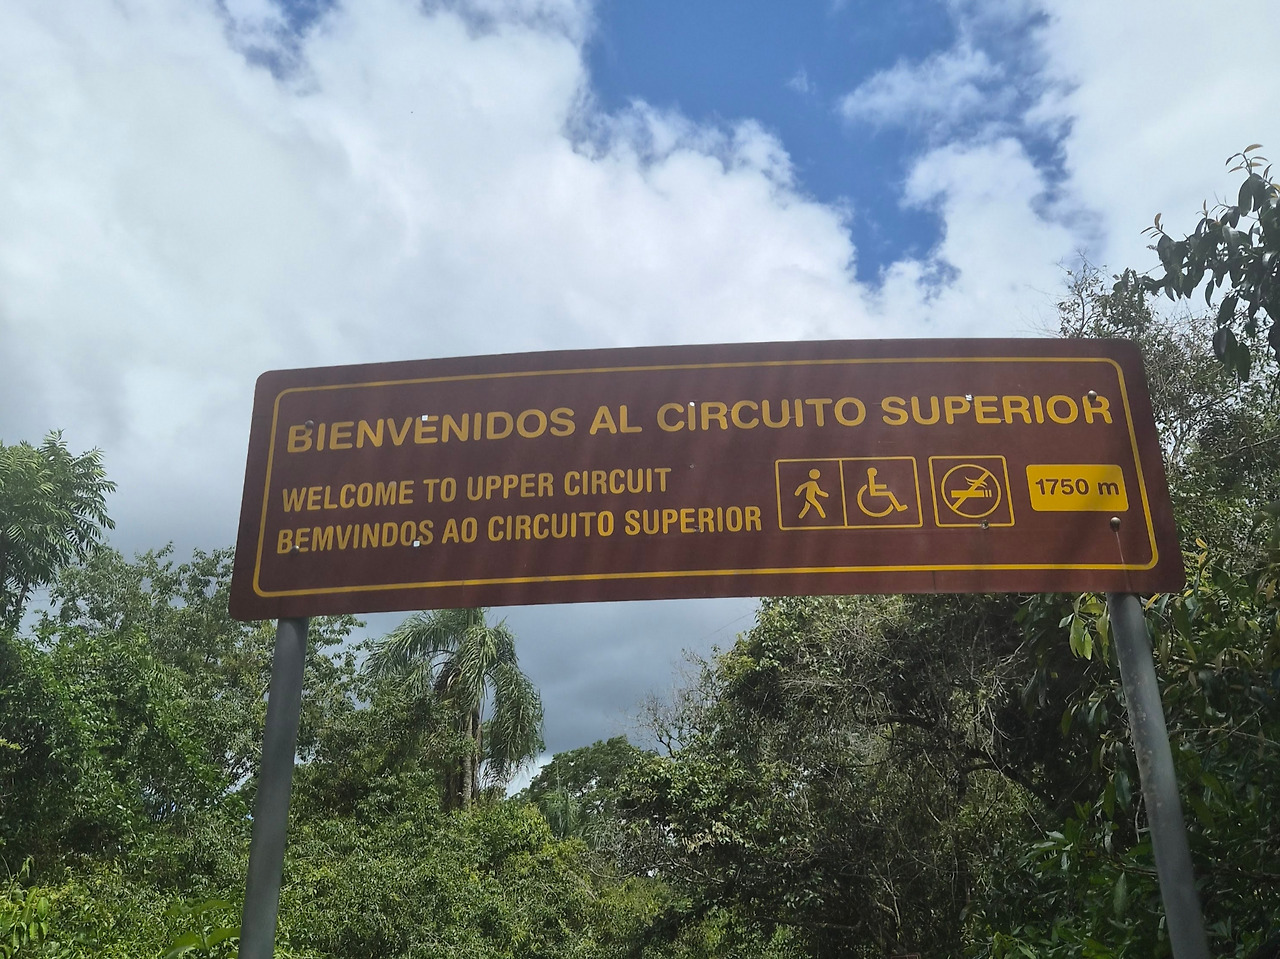 BIENVENIDOS AL CIRCUITO SUPERIOR
WELCOME TO UPPER CIRCUIT
BEMVINDOS AO CIRCUITO SUPERIOR
1750 m